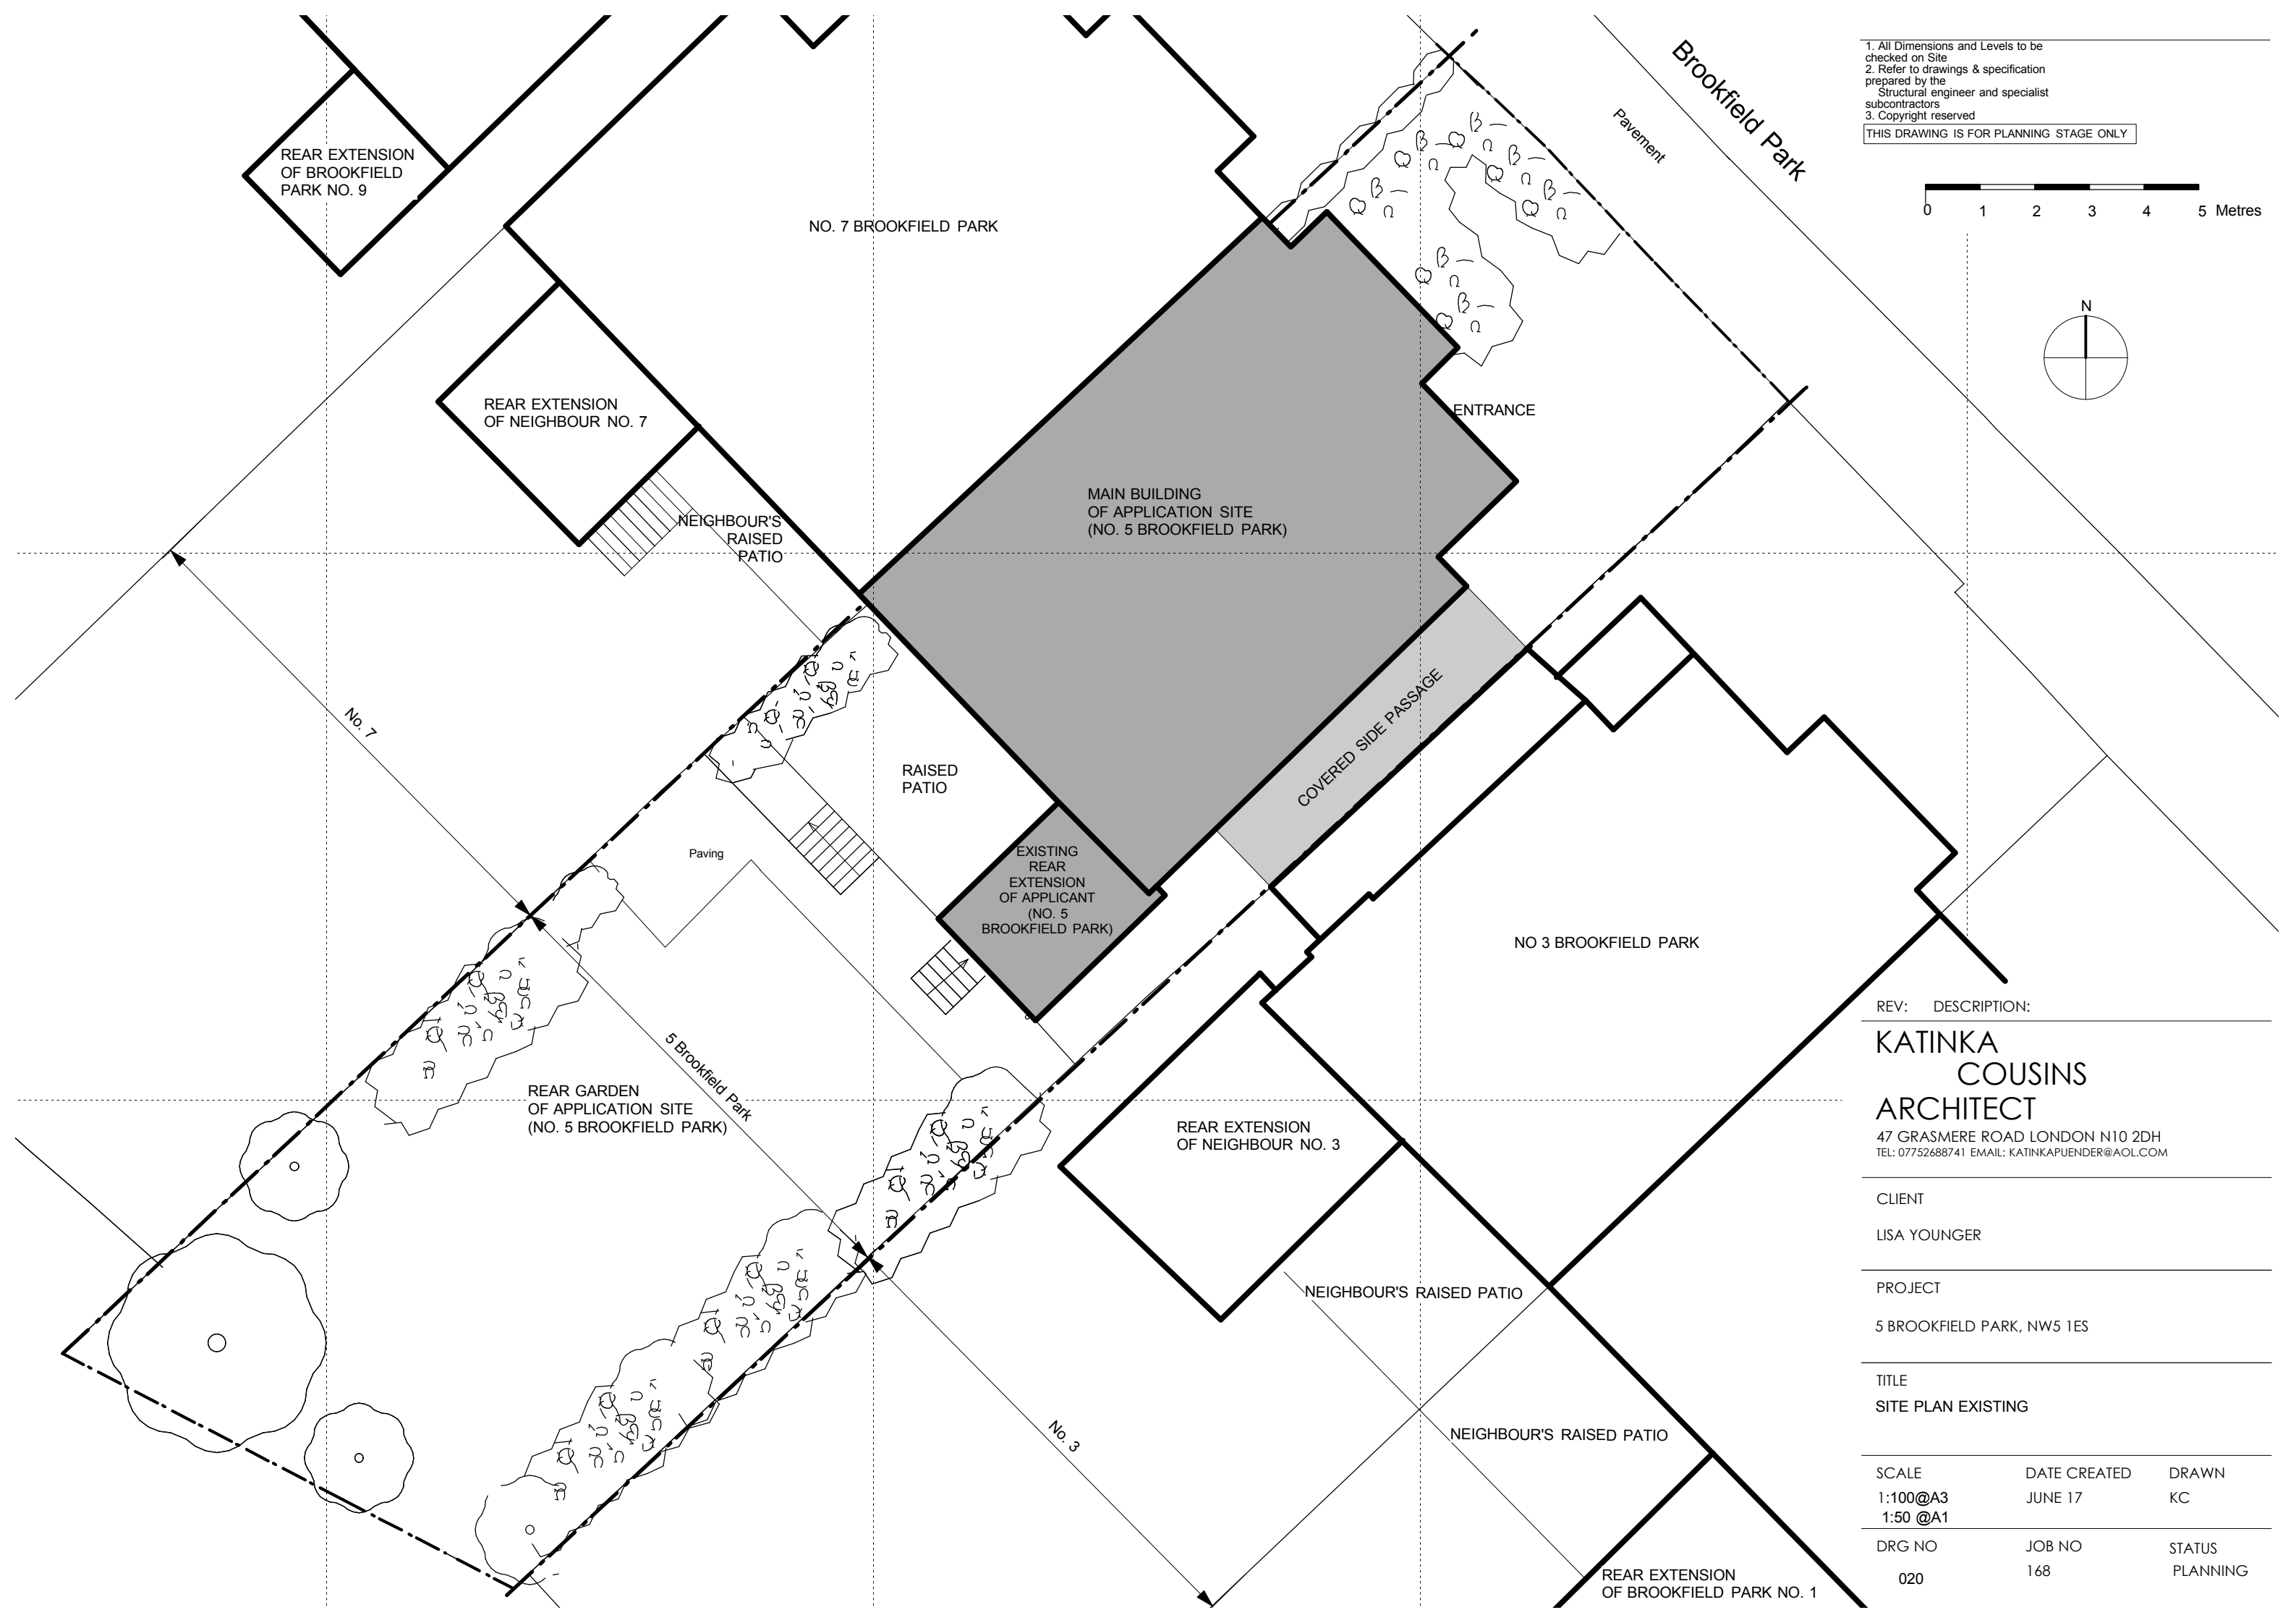 Brookfield Park
Pavement
1. All Dimensions and Levels to be
checked on Site
2. Refer to drawings & specification
prepared by the
Structural engineer and specialist
subcontractors
3. Copyright reserved
THIS DRAWING IS FOR PLANNING STAGE ONLY
0 1 2 3 4 5 Metres
N
REAR EXTENSION
OF BROOKFIELD
PARK NO. 9
NO. 7 BROOKFIELD PARK
REAR EXTENSION
OF NEIGHBOUR NO. 7
ENTRANCE
MAIN BUILDING
OF APPLICATION SITE
(NO. 5 BROOKFIELD PARK)
NEIGHBOUR'S
RAISED
PATIO
COVERED SIDE PASSAGE
No. 7
RAISED
PATIO
Paving
EXISTING
REAR
EXTENSION
OF APPLICANT
(NO. 5
BROOKFIELD PARK)
NO 3 BROOKFIELD PARK
5 Brookfield Park
REAR GARDEN
OF APPLICATION SITE
(NO. 5 BROOKFIELD PARK)
REAR EXTENSION
OF NEIGHBOUR NO. 3
NEIGHBOUR'S RAISED PATIO
No. 3
NEIGHBOUR'S RAISED PATIO
REAR EXTENSION
OF BROOKFIELD PARK NO. 1
REV: DESCRIPTION:
KATINKA
COUSINS
ARCHITECT
47 GRASMERE ROAD LONDON N10 2DH
TEL: 07752688741 EMAIL: KATINKAPUENDER@AOL.COM
CLIENT
LISA YOUNGER
PROJECT
5 BROOKFIELD PARK, NW5 1ES
TITLE
SITE PLAN EXISTING
SCALE DATE CREATED DRAWN
1:100@A3 JUNE 17 KC
1:50 @A1
DRG NO JOB NO STATUS
020 168 PLANNING